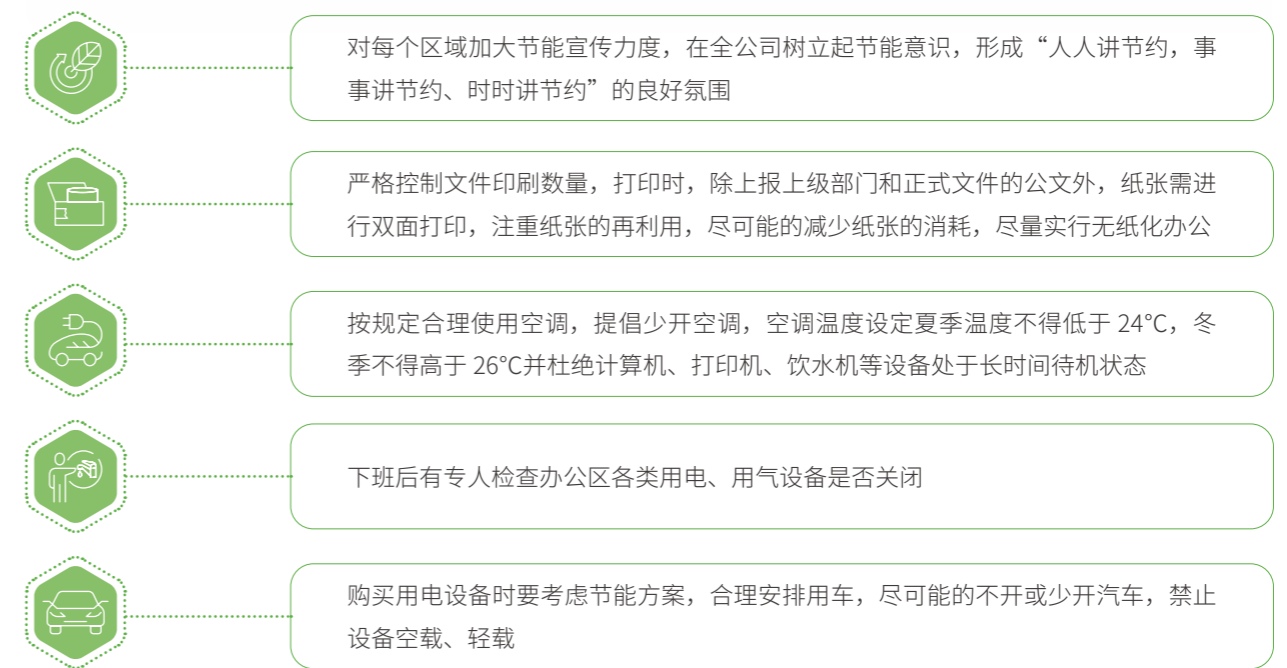 对每个区域加大节能宣传力度，在全公司树立起节能意识，形成“人人讲节约，事
事讲节约、时时讲节约”的良好氛围
严格控制文件印刷数量，打印时，除上报上级部门和正式文件的公文外，纸张需进
行双面打印，注重纸张的再利用，尽可能的减少纸张的消耗，尽量实行无纸化办公
按规定合理使用空调，提倡少开空调，空调温度设定夏季温度不得低于 24℃，冬
季不得高于 26℃并杜绝计算机、打印机、饮水机等设备处于长时间待机状态
下班后有专人检查办公区各类用电、用气设备是否关闭
购买用电设备时要考虑节能方案，合理安排用车，尽可能的不开或少开汽车，禁止
设备空载、轻载